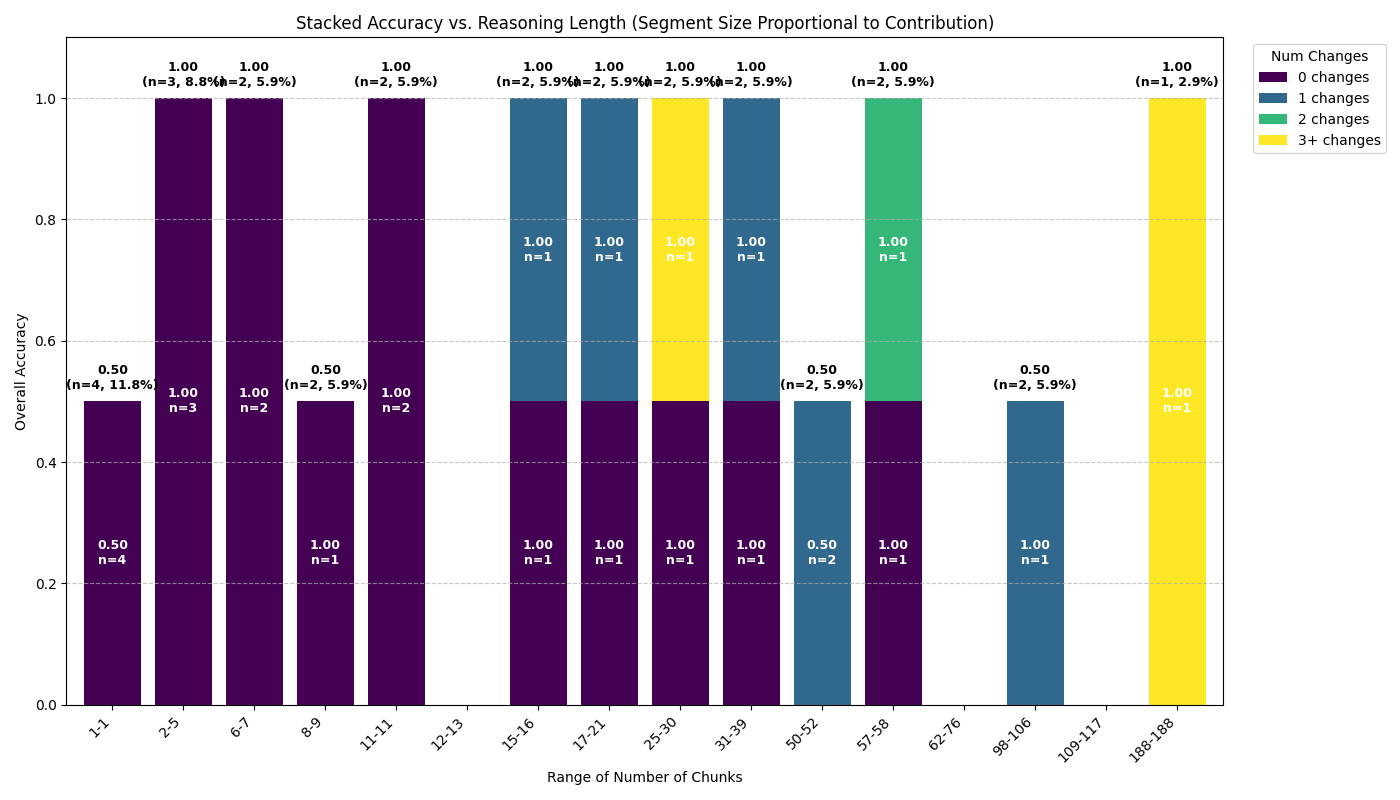 Stacked Accuracy vs. Reasoning Length (Segment Size Proportional to Contribution)
Num Changes
0 changes
1 changes
2 changes
3+ changes
Overall Accuracy
1.0
0.8
0.6
0.4
0.2
0.0
0.50
(n=4, 11.8%)
0.50
n=4
1.00
(n=3, 8.8%)
1.00
n=3
1.00
(n=2, 5.9%)
1.00
n=2
0.50
(n=2, 5.9%)
1.00
n=1
1.00
(n=2, 5.9%)
1.00
n=2
1.00
(n=2, 5.9%)
1.00
n=1
1.00
n=1
1.00
(n=2, 5.9%)
1.00
n=1
1.00
n=1
1.00
(n=2, 5.9%)
1.00
n=1
1.00
n=1
1.00
(n=2, 5.9%)
1.00
n=1
1.00
n=1
0.50
(n=2, 5.9%)
0.50
n=2
1.00
(n=2, 5.9%)
1.00
n=1
1.00
n=1
0.50
(n=2, 5.9%)
1.00
n=1
1.00
(n=1, 2.9%)
1.00
n=1
1-1
2-5
6-7
8-9
11-11
12-13
15-16
17-21
25-30
31-39
50-52
57-58
62-76
98-106
109-117
188-188
Range of Number of Chunks